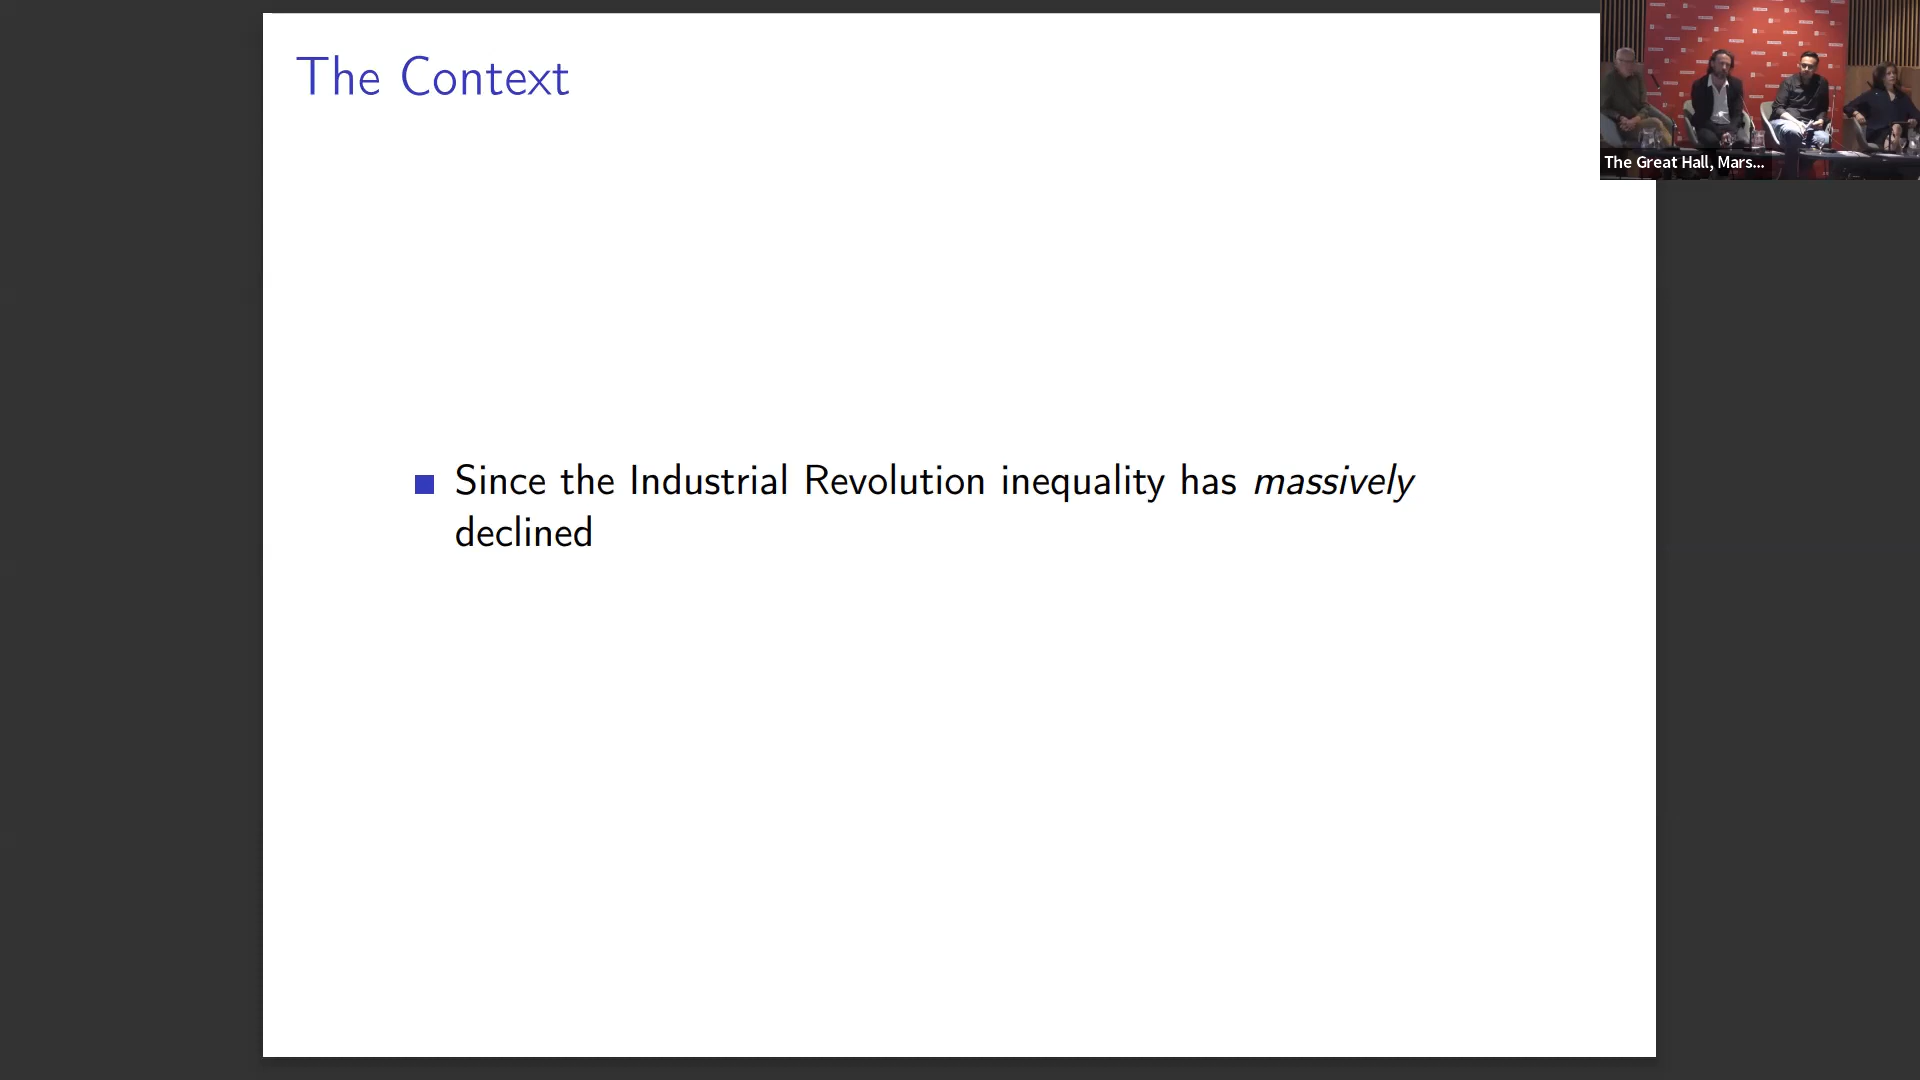 The Context
Since the Industrial Revolution inequality has massively
declined
The Great Hall, Mars...